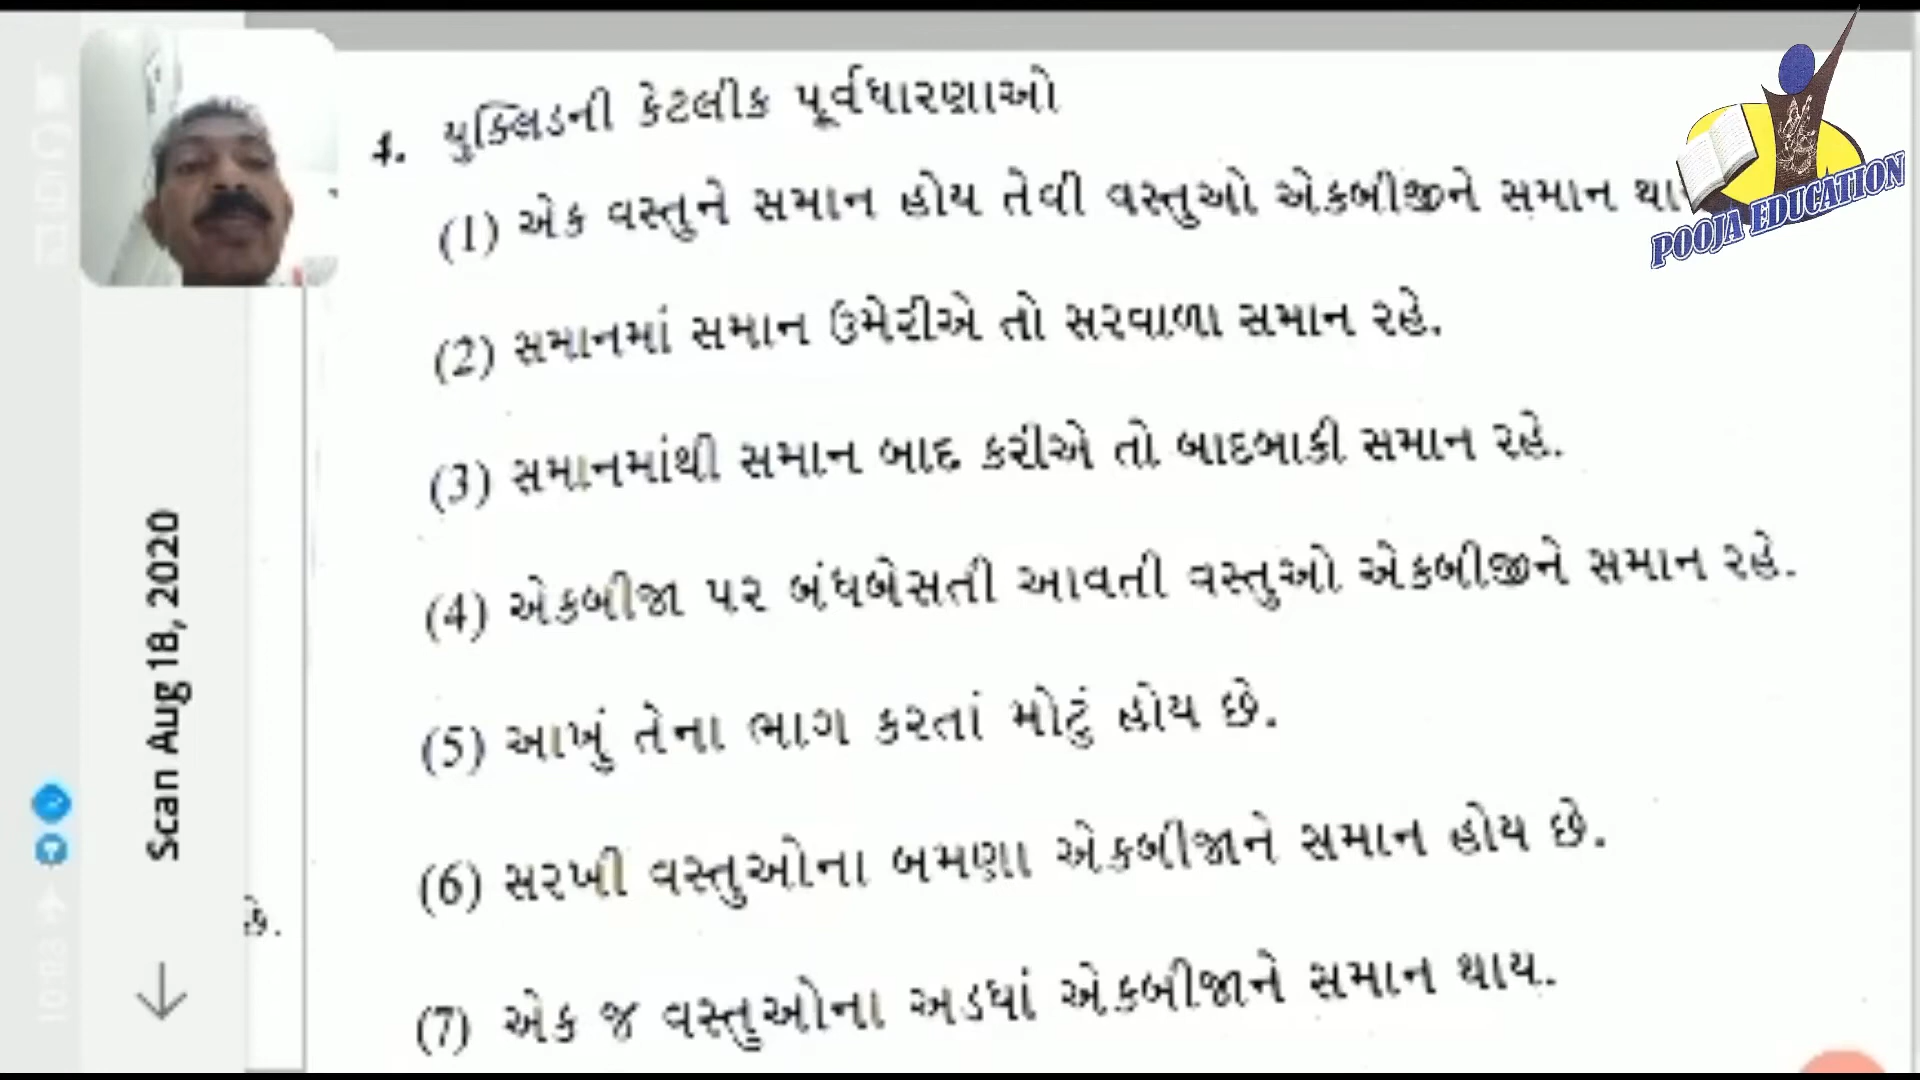 4. યુક્લિડની કેટલીક પૂર્વધારણાઓ
(1) એક વસ્તુને સમાન હોય તેવી વસ્તુઓ એકબીજીને સમાન
POOJA EDUCATION
(2) સમાનમાં સમાન ઉમેરીએ તો સરવાળા સમાન રહે.
(3) સમાનમાંથી સમાન બાદ કરીએ તો બાદબાકી સમાન રહે.
(4) એકબીજા પર બંધબેસતી આવતી વસ્તુઓ એકબીજીને સમાન રહે.
(5) આખું તેના ભાગ કરતાં મોટું હોય છે.
(6) સરખી વસ્તુઓના બમણા એકબીજાને સમાન હોય છે.
(7) એક જ વસ્તુઓના અડધાં એકબીજાને સમાન થાય.
છે.
Scan Aug 18, 2020
10:03